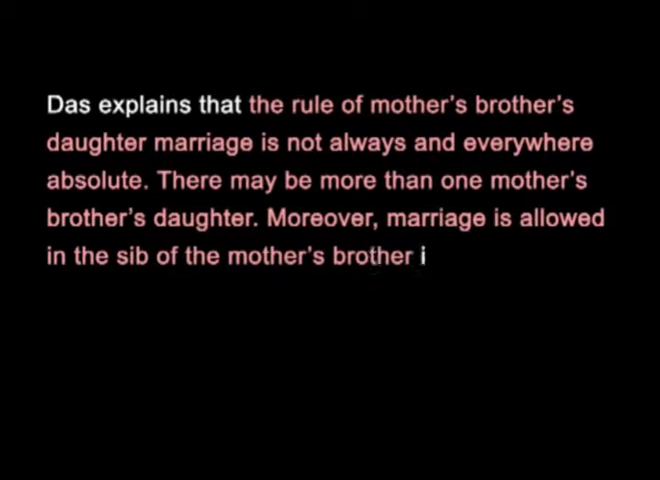 Das explains that the rule of mother's brother's
daughter marriage is not always and everywhere
absolute. There may be more than one mother's
brother's daughter. Moreover, marriage is allowed
in the sib of the mother's brother i